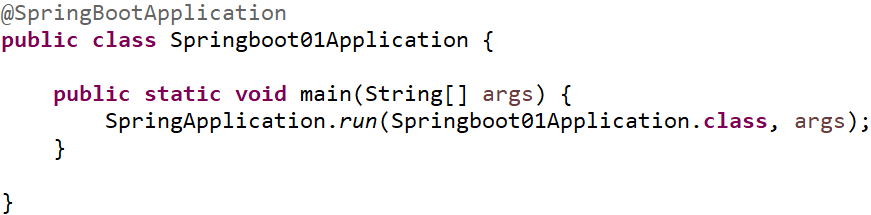 @SpringBootApplication
public class Springboot01Application {
    public static void main(String[] args) {
        SpringApplication.run(Springboot01Application.class, args);
    }
}